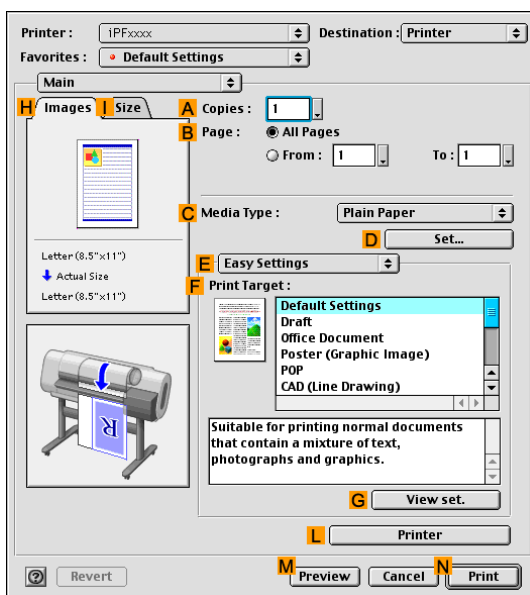 Printer : iPFxxxx Destination : Printer
Favorites : Default Settings
Main
H Images I Size
A Copies : 1
B Page : All Pages
From : 1 To : 1
C Media Type : Plain Paper
D Set...
Letter (8.5"x11")
Actual Size
Letter (8.5"x11")
E Easy Settings
F Print Target :
Default Settings
Draft
Office Document
Poster (Graphic Image)
POP
CAD (Line Drawing)
R
Suitable for printing normal documents
that contain a mixture of text,
photographs and graphics.
G View set.
L Printer
? Revert M Preview Cancel N Print